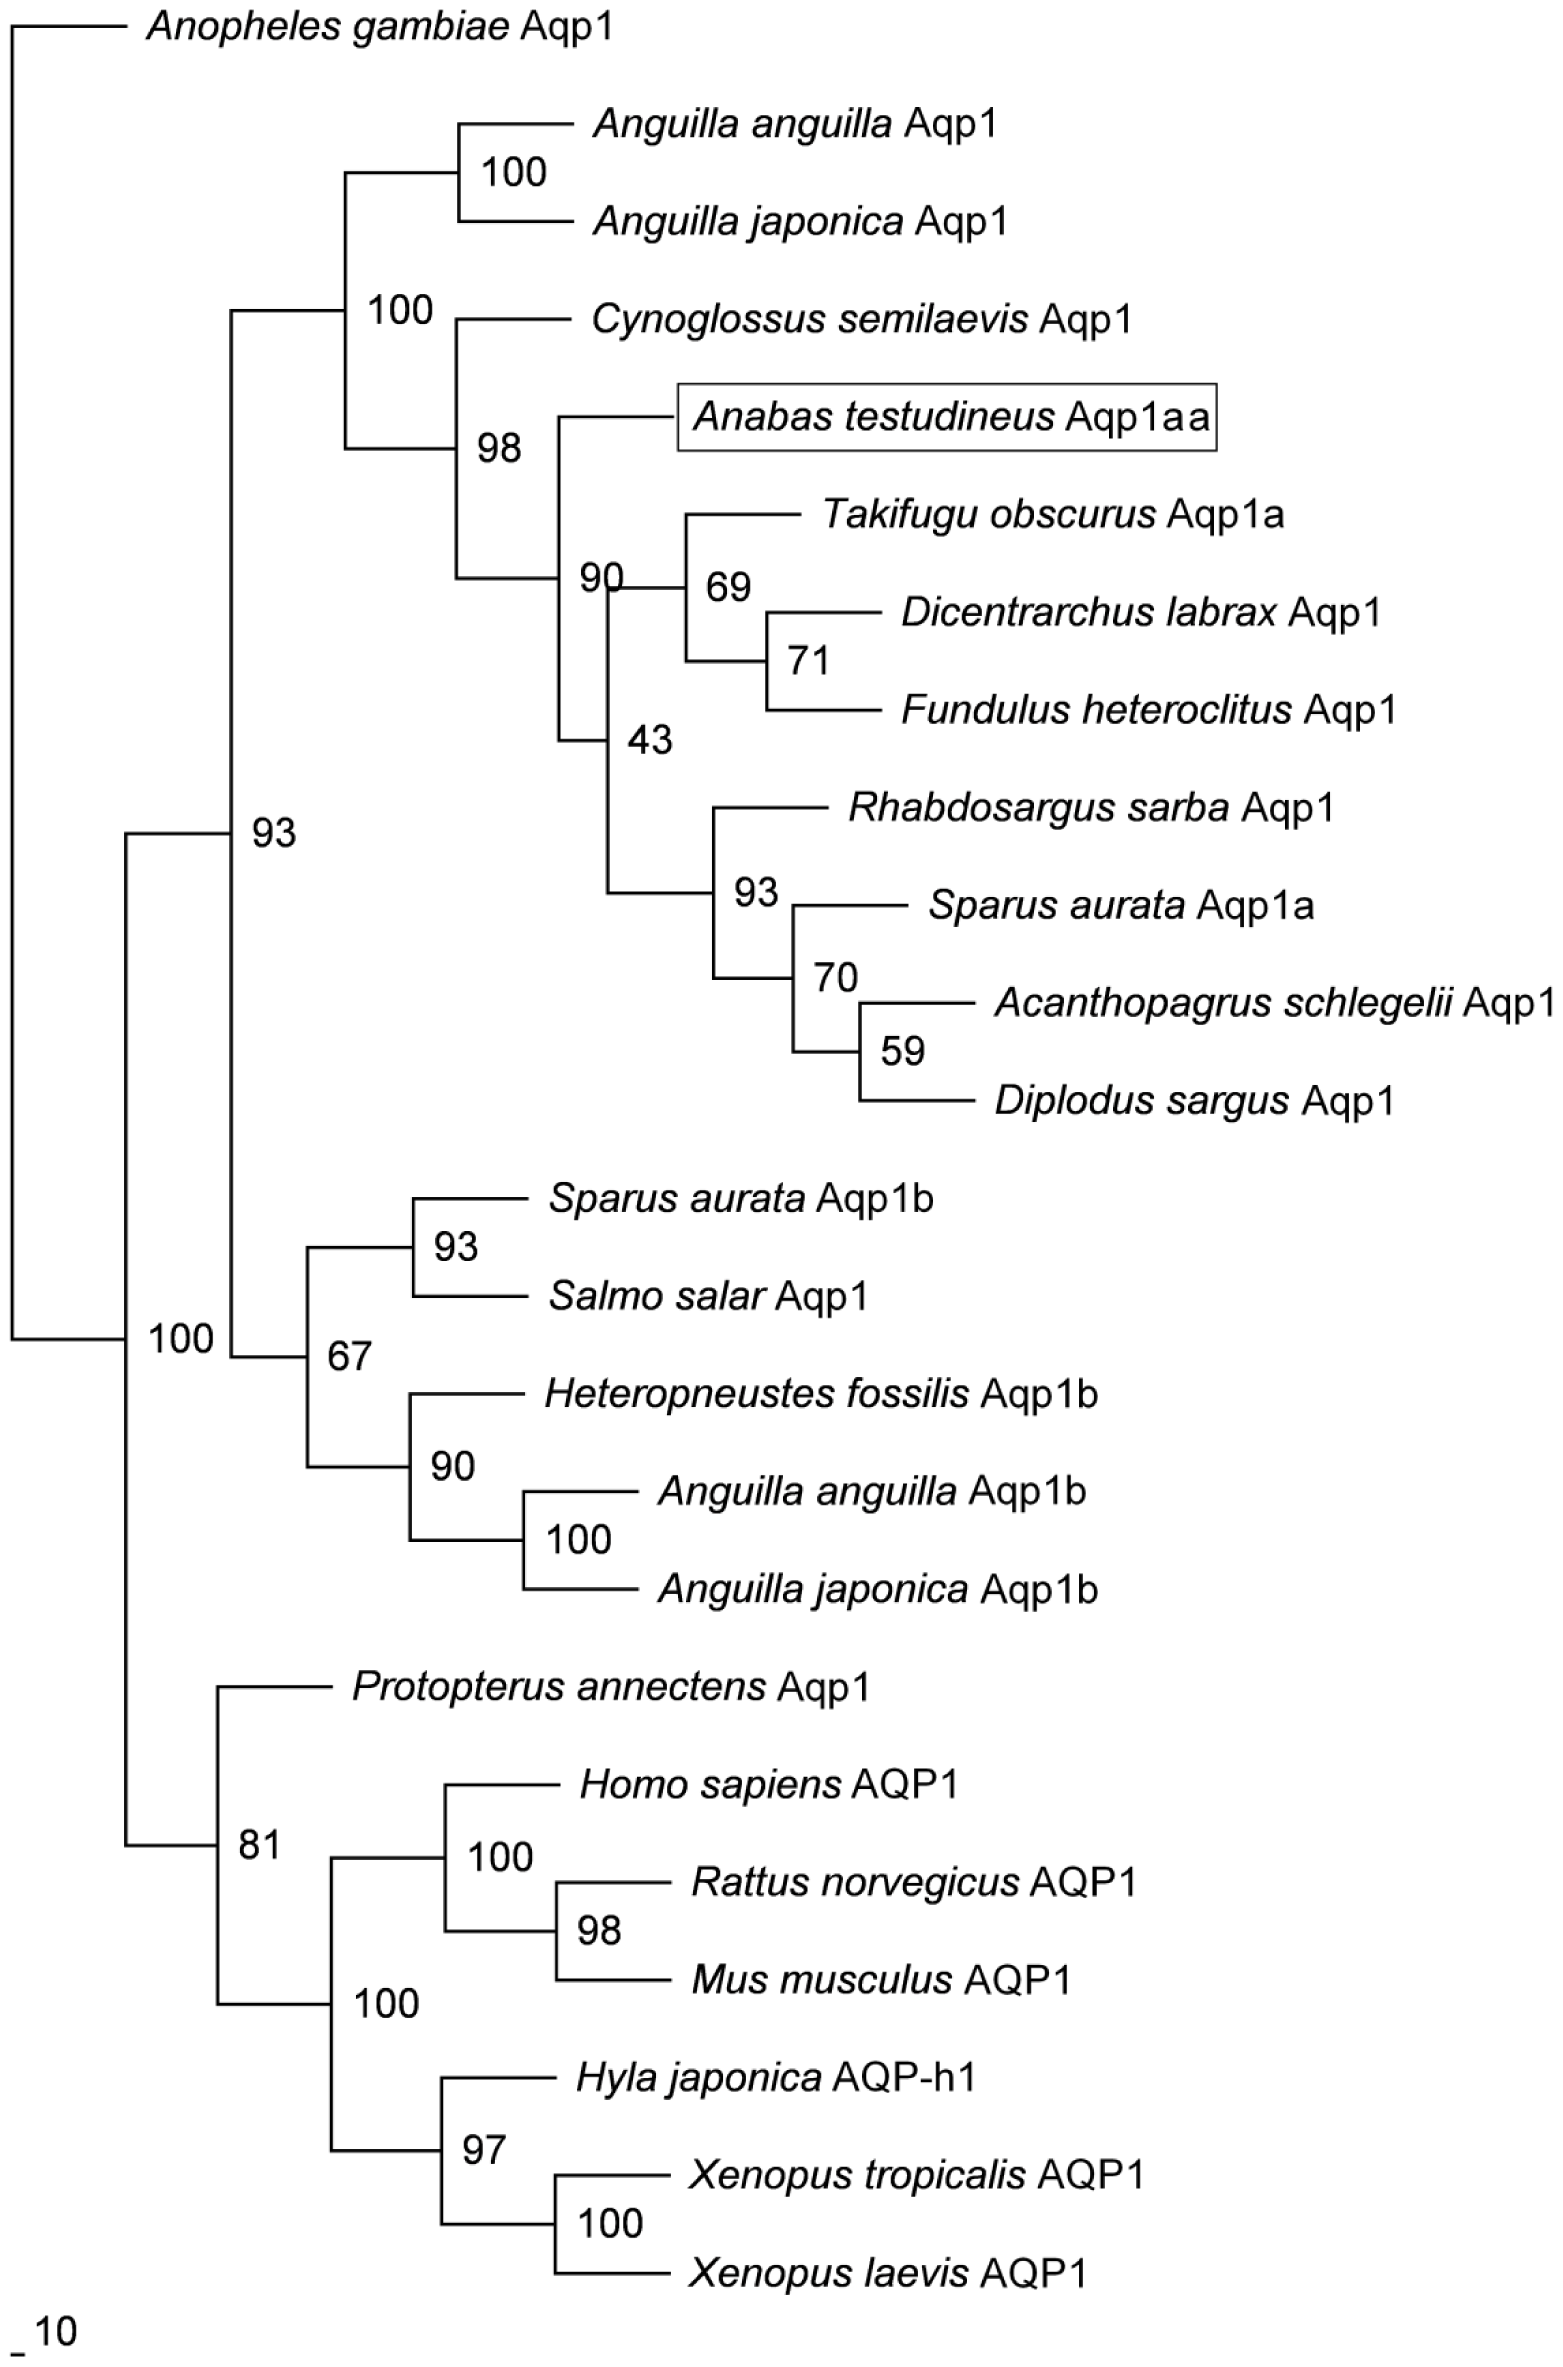 Anopheles gambiae Aqp1
Anguilla anguilla Aqp1
100
Anguilla japonica Aqp1
100
Cynoglossus semilaevis Aqp1
Anabas testudineus Aqp1aa
98
Takifugu obscurus Aqp1a
90
69
Dicentrarchus labrax Aqp1
71
Fundulus heteroclitus Aqp1
43
Rhabdosargus sarba Aqp1
93
93
Sparus aurata Aqp1a
70
Acanthopagrus schlegelii Aqp1
59
Diplodus sargus Aqp1
Sparus aurata Aqp1b
93
Salmo salar Aqp1
100
67
Heteropneustes fossilis Aqp1b
90
Anguilla anguilla Aqp1b
100
Anguilla japonica Aqp1b
Protopterus annectens Aqp1
Homo sapiens AQP1
81
100
Rattus norvegicus AQP1
98
Mus musculus AQP1
100
Hyla japonica AQP-h1
97
Xenopus tropicalis AQP1
100
Xenopus laevis AQP1
10